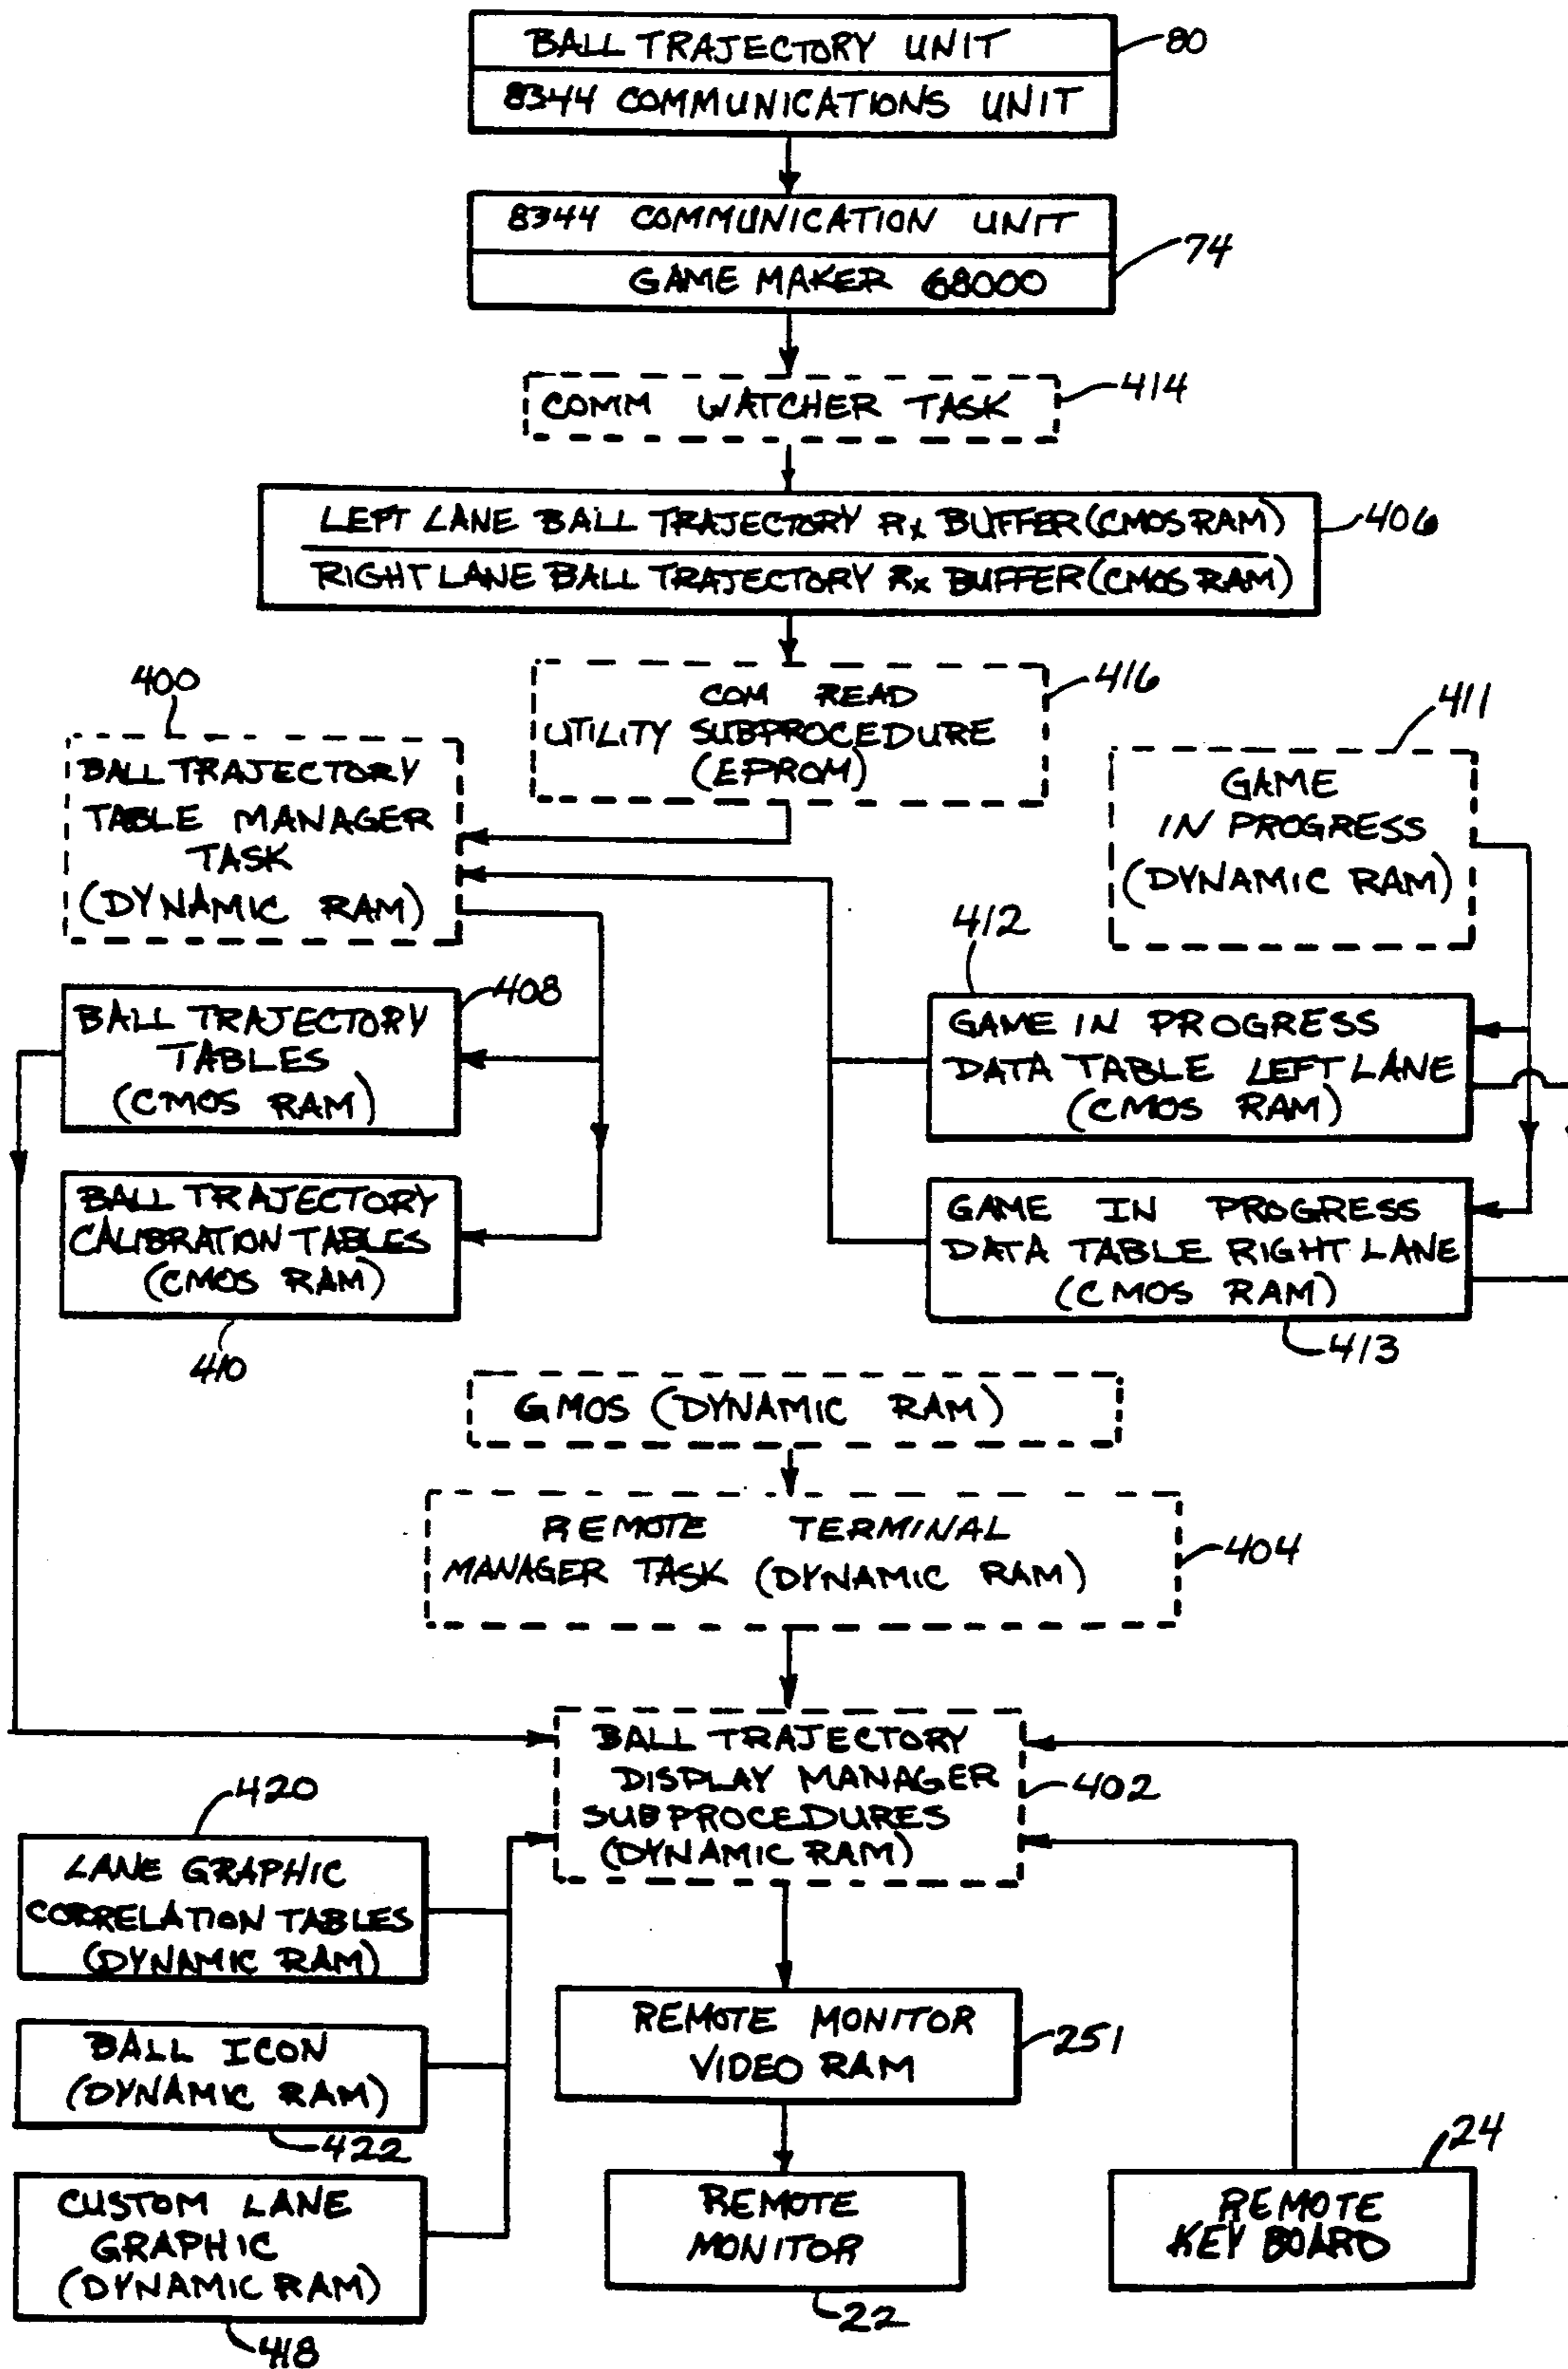 BALL TRAJECTORY UNIT
80
8344 COMMUNICATIONS UNIT
8344 COMMUNICATION UNIT
74
GAME MAKER 68000
COMM WATCHER TASK
414
LEFT LANE BALL TRAJECTORY Rx BUFFER (CMOS RAM)
406
RIGHT LANE BALL TRAJECTORY Rx BUFFER (CMOS RAM)
COM READ
UTILITY SUBPROCEDURE
(EPROM)
416
400
BALL TRAJECTORY
TABLE MANAGER
TASK
(DYNAMIC RAM)
411
GAME
IN PROGRESS
(DYNAMIC RAM)
408
BALL TRAJECTORY
TABLES
(CMOS RAM)
412
GAME IN PROGRESS
DATA TABLE LEFT LANE
(CMOS RAM)
BALL TRAJECTORY
CALIBRATION TABLES
(CMOS RAM)
410
GAME IN PROGRESS
DATA TABLE RIGHT LANE
(CMOS RAM)
413
GMOS (DYNAMIC RAM)
REMOTE TERMINAL
MANAGER TASK (DYNAMIC RAM)
404
BALL TRAJECTORY
DISPLAY MANAGER
SUBPROCEDURES
(DYNAMIC RAM)
402
420
LANE GRAPHIC
CORRELATION TABLES
(DYNAMIC RAM)
BALL ICON
(DYNAMIC RAM)
422
CUSTOM LANE
GRAPHIC
(DYNAMIC RAM)
418
REMOTE MONITOR
VIDEO RAM
251
REMOTE
MONITOR
22
24
REMOTE
KEY BOARD